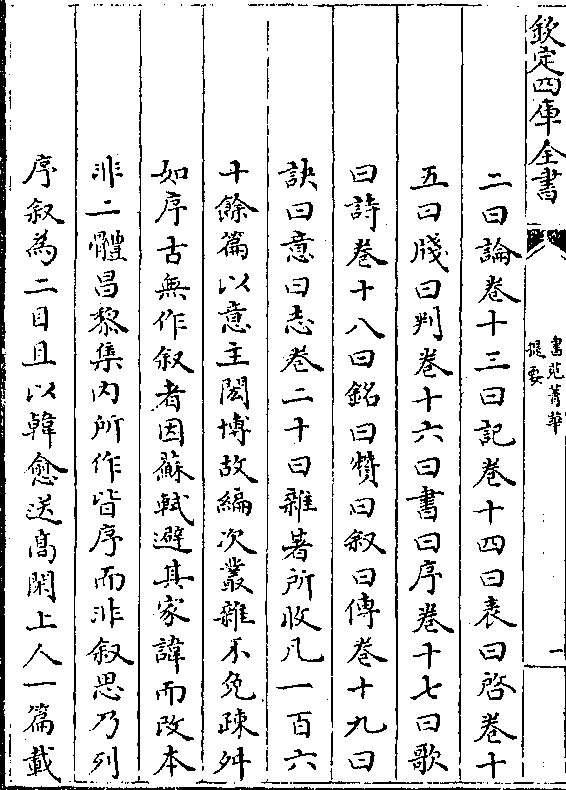 欽定四庫全書
書苑菁華
提要
一
二曰論卷十三曰記卷十四曰表曰啓卷十
五曰牋曰判卷十六曰書曰序卷十七曰歌
曰詩卷十八曰銘曰賛曰叙曰傳卷十九曰
訣曰意曰志卷二十曰雜著所收凡一百六
十餘篇以意主閎博故編次叢雜不免疎舛
如序古無作叙者因蘇軾避其家諱而改本
非二體昌黎集内所作皆序而非叙思乃列
序叙為二目且以韓愈送髙閑上人一篇載